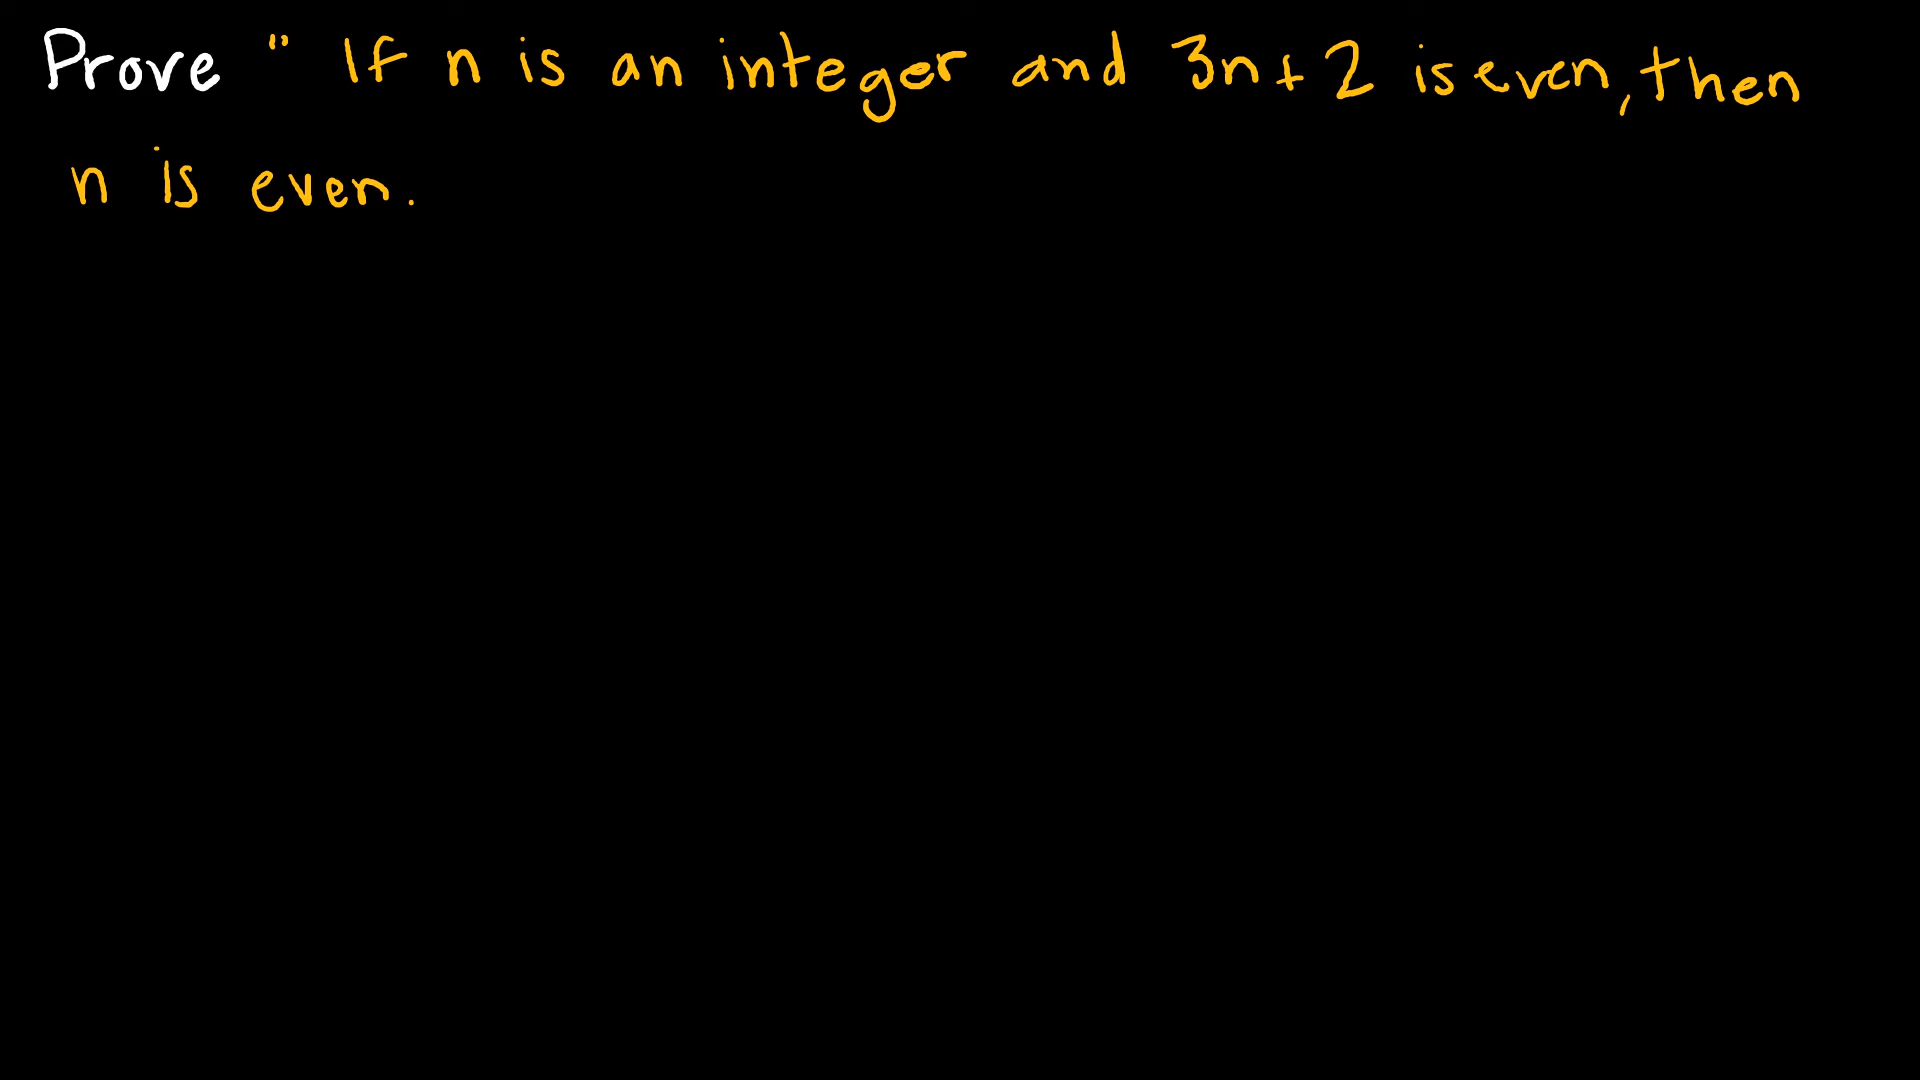 Prove " If n is an integer and 3n+2 is even, then
n is even.